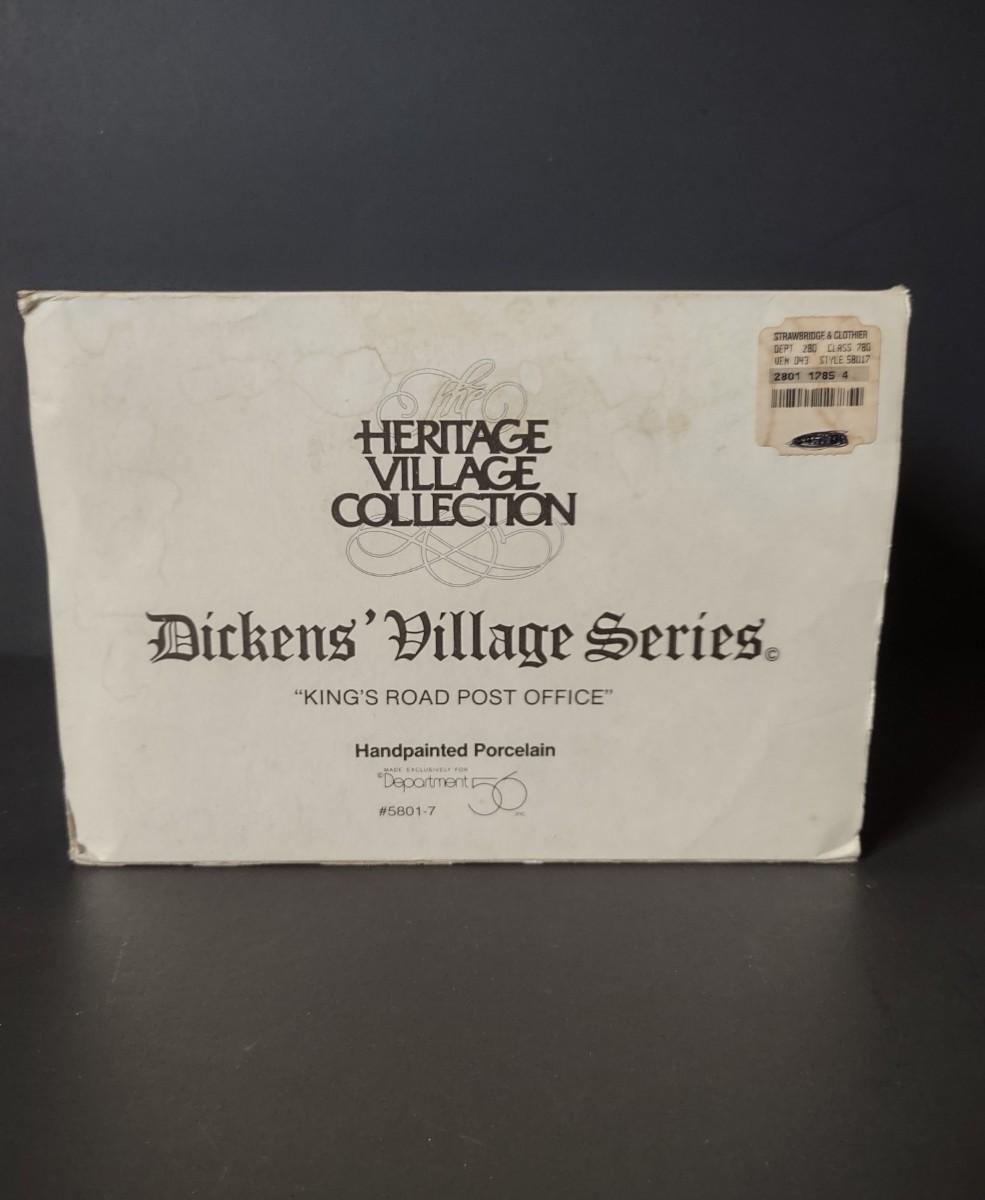 STRAWBRIDGE & CLOTHIER
DEPT 280 CLASS 780
VEN 043 STYLE 58017
2801 1785 4
the
HERITAGE
VILLAGE
COLLECTION
Dickens' Village Series©
“KING'S ROAD POST OFFICE”
Handpainted Porcelain
MADE EXCLUSIVELY FOR
©Department 56 INC.
#5801-7